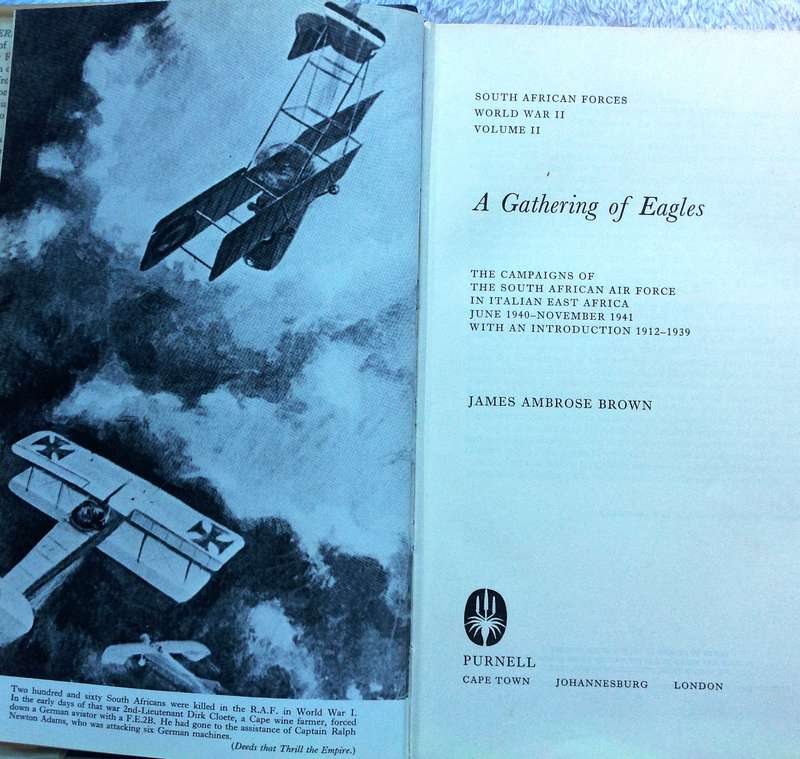 SOUTH AFRICAN FORCES
WORLD WAR II
VOLUME II
A Gathering of Eagles
THE CAMPAIGNS OF
THE SOUTH AFRICAN AIR FORCE
IN ITALIAN EAST AFRICA
JUNE 1940–NOVEMBER 1941
WITH AN INTRODUCTION 1912–1939
JAMES AMBROSE BROWN
PURNELL
CAPE TOWN JOHANNESBURG LONDON
Two hundred and sixty South Africans were killed in the R.A.F. in World War I.
In the early days of that war 2nd-Lieutenant Dirk Cloete, a Cape wine farmer, forced
down a German aviator with a F.E.2B. He had gone to the assistance of Captain Ralph
Newton Adams, who was attacking six German machines.
(Deeds that Thrill the Empire.)